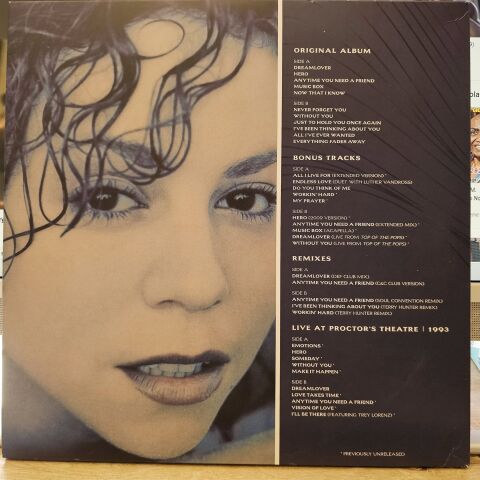 ORIGINAL ALBUM
SIDE A
DREAMLOVER
HERO
ANYTIME YOU NEED A FRIEND
MUSIC BOX
NOW THAT I KNOW
SIDE B
NEVER FORGET YOU
WITHOUT YOU
JUST TO HOLD YOU ONCE AGAIN
I'VE BEEN THINKING ABOUT YOU
ALL I'VE EVER WANTED
EVERYTHING FADES AWAY
BONUS TRACKS
SIDE A
ALL I LIVE FOR (EXTENDED VERSION) *
ENDLESS LOVE (DUET WITH LUTHER VANDROSS)
DO YOU THINK OF ME
WORKIN' HARD *
MY PRAYER *
SIDE B
HERO (2009 VERSION) *
ANYTIME YOU NEED A FRIEND (EXTENDED MIX) *
MUSIC BOX (ACAPELLA) *
DREAMLOVER (LIVE FROM TOP OF THE POPS) *
WITHOUT YOU (LIVE FROM TOP OF THE POPS) *
REMIXES
SIDE A
DREAMLOVER (DEF CLUB MIX)
ANYTIME YOU NEED A FRIEND (C&C CLUB VERSION)
SIDE B
ANYTIME YOU NEED A FRIEND (SOUL CONVENTION REMIX)
I'VE BEEN THINKING ABOUT YOU (TERRY HUNTER REMIX)
WORKIN' HARD (TERRY HUNTER REMIX)
LIVE AT PROCTOR'S THEATRE | 1993
SIDE A
EMOTIONS *
HERO
SOMEDAY *
WITHOUT YOU *
MAKE IT HAPPEN *
SIDE B
DREAMLOVER
LOVE TAKES TIME *
ANYTIME YOU NEED A FRIEND *
VISION OF LOVE *
I'LL BE THERE (FEATURING TREY LORENZ) *
* PREVIOUSLY UNRELEASED